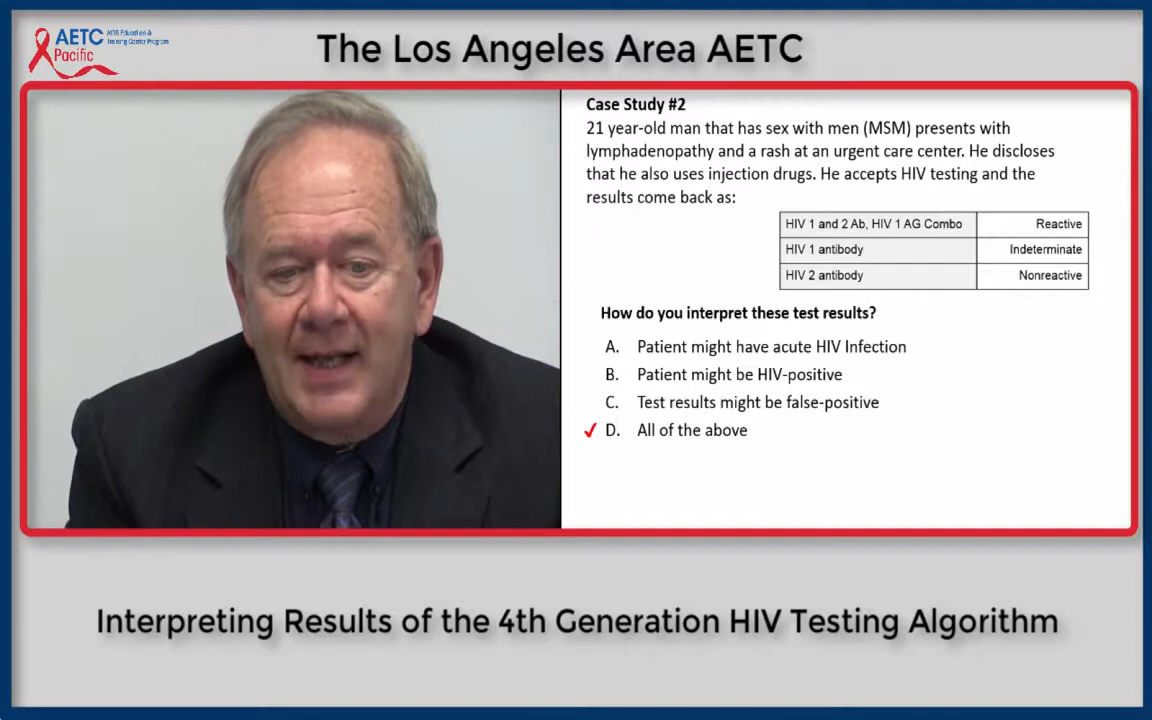 AETC AIDS Education &
Training Center Program
Pacific
The Los Angeles Area AETC
Case Study #2
21 year-old man that has sex with men (MSM) presents with
lymphadenopathy and a rash at an urgent care center. He discloses
that he also uses injection drugs. He accepts HIV testing and the
results come back as:
HIV 1 and 2 Ab, HIV 1 AG Combo Reactive
HIV 1 antibody Indeterminate
HIV 2 antibody Nonreactive
How do you interpret these test results?
A. Patient might have acute HIV Infection
B. Patient might be HIV-positive
C. Test results might be false-positive
✓ D. All of the above
Interpreting Results of the 4th Generation HIV Testing Algorithm